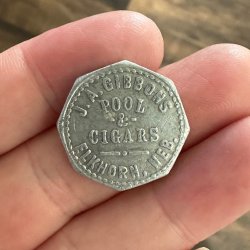 J.A. GIBBONS
POOL
&
CIGARS
ELKHORN, NEB.